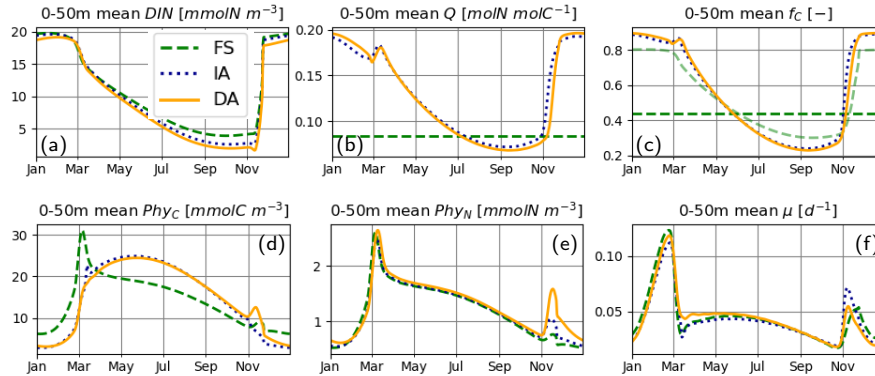 0-50m mean DIN [mmolN m⁻³]
0-50m mean Q [molN molC⁻¹]
0-50m mean f_C [−]
20
15
10
5
FS
IA
DA
(a)
Jan Mar May Jul Sep Nov
0.20
0.15
0.10
(b)
Jan Mar May Jul Sep Nov
0.8
0.6
0.4
0.2
(c)
Jan Mar May Jul Sep Nov
0-50m mean Phy_C [mmolC m⁻³]
0-50m mean Phy_N [mmolN m⁻³]
0-50m mean μ [d⁻¹]
30
20
10
(d)
Jan Mar May Jul Sep Nov
2
1
(e)
Jan Mar May Jul Sep Nov
0.10
0.05
(f)
Jan Mar May Jul Sep Nov